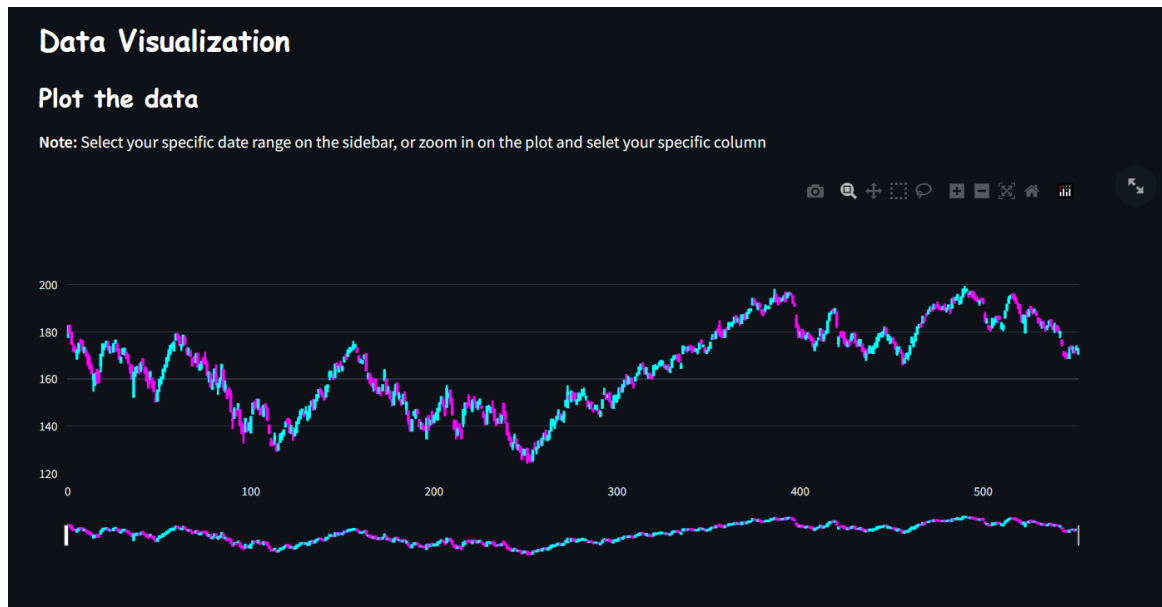 Data Visualization
Plot the data
Note: Select your specific date range on the sidebar, or zoom in on the plot and selet your specific column
200
180
160
140
120
0 100 200 300 400 500